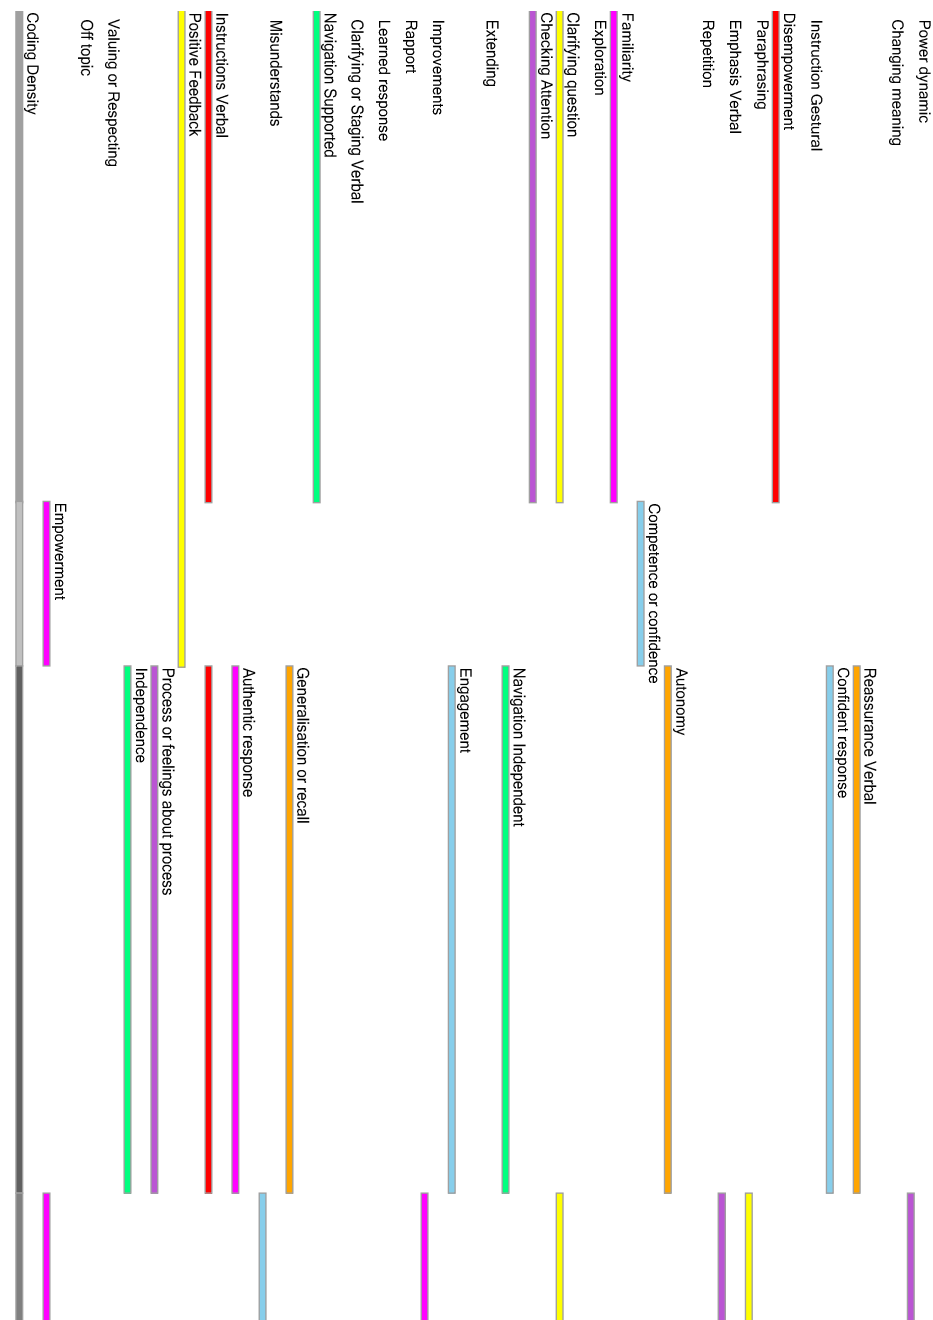 Power dynamic
Changing meaning
Reassurance Verbal
Confident response
Instruction Gestural
Disempowerment
Paraphrasing
Emphasis Verbal
Repetition
Autonomy
Competence or confidence
Familiarity
Exploration
Clarifying question
Checking Attention
Navigation Independent
Extending
Engagement
Improvements
Rapport
Learned response
Clarifying or Staging Verbal
Navigation Supported
Generalisation or recall
Misunderstands
Authentic response
Instructions Verbal
Positive Feedback
Process or feelings about process
Independence
Valuing or Respecting
Off topic
Empowerment
Coding Density